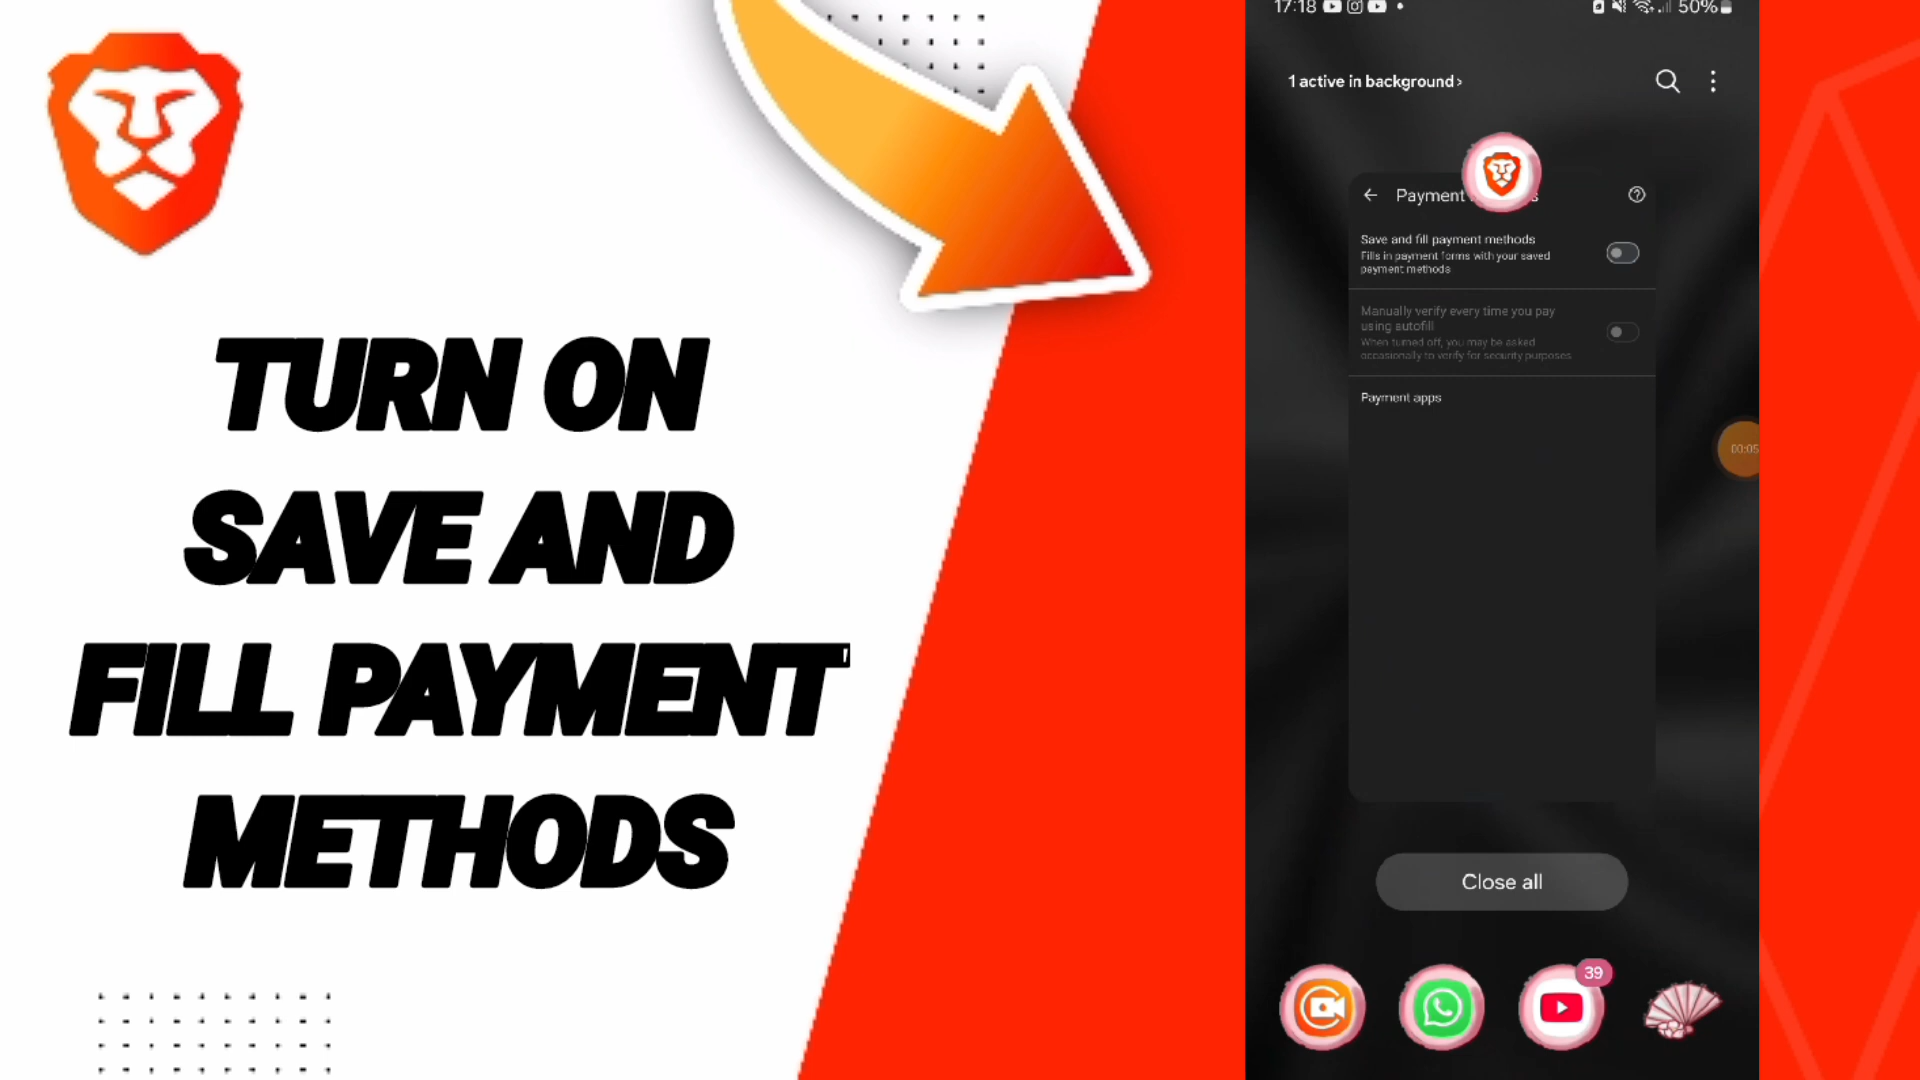 TURN ON
SAVE AND
FILL PAYMENT
METHODS
17:18
50%
1 active in background >
Payment
Save and fill payment methods
Fills in payment forms with your saved
payment methods
Manually verify every time you pay
using autofill
When turned off, you may be asked
occasionally to verify for security purposes
Payment apps
00:05
Close all
39